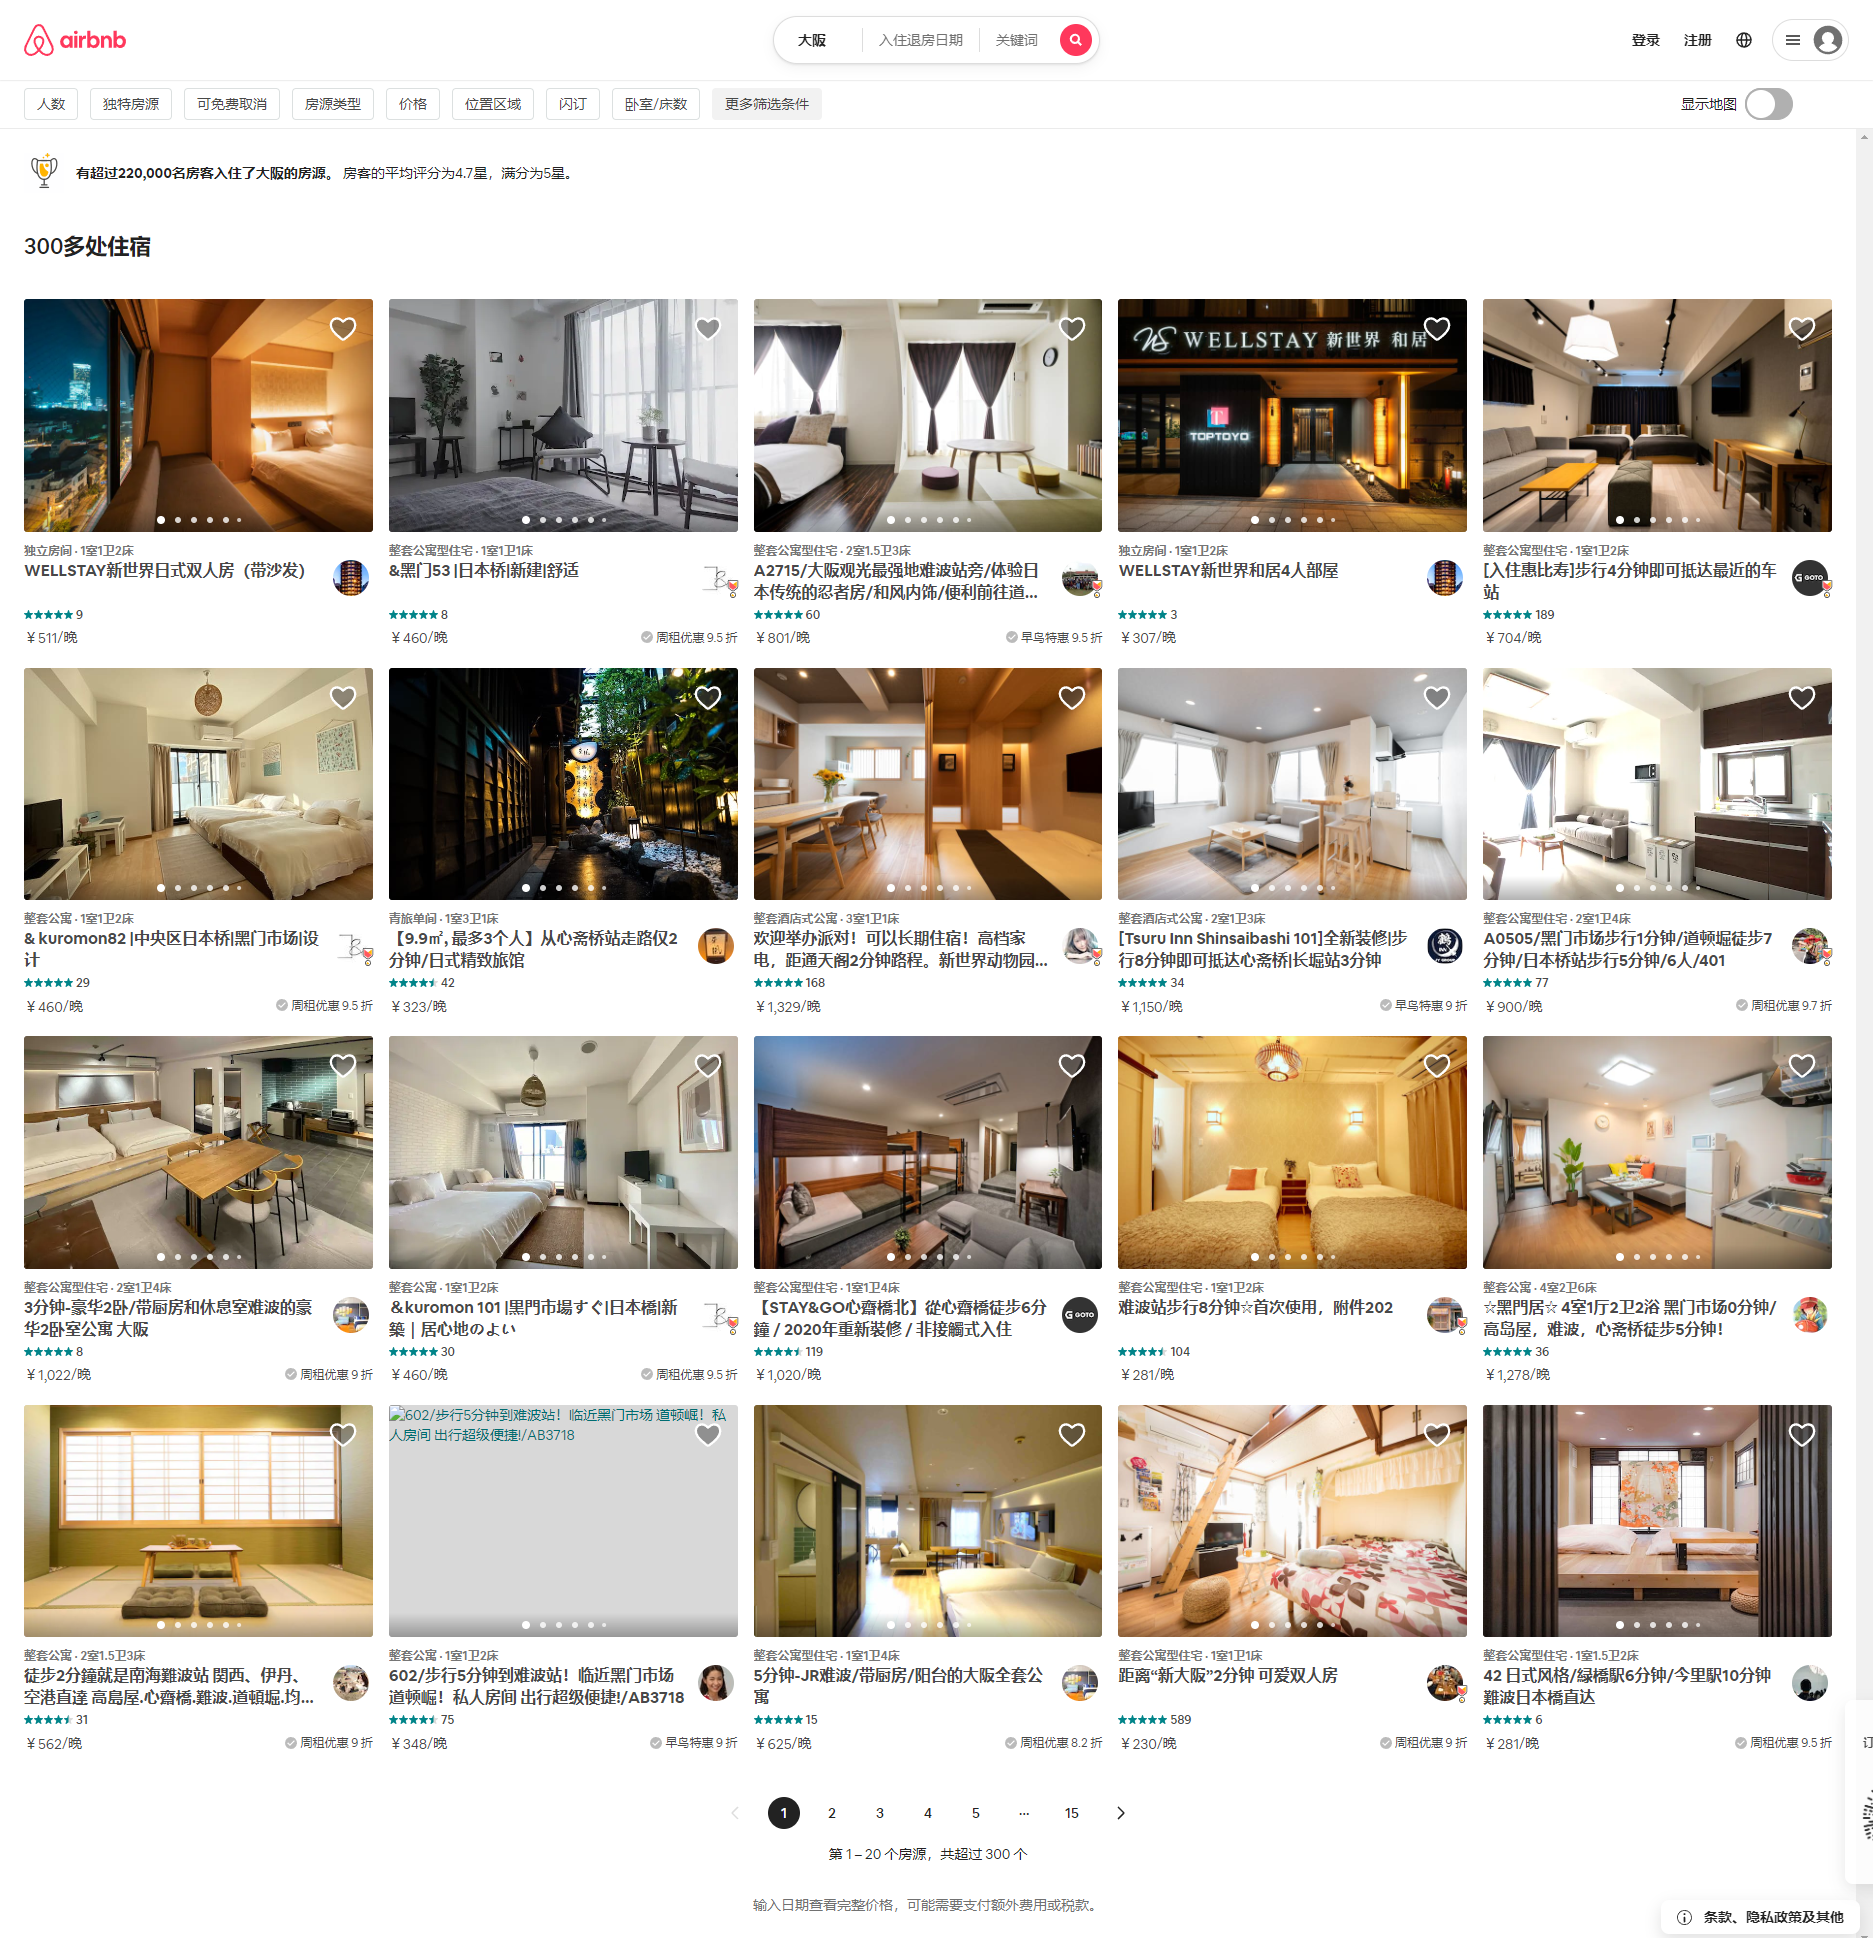 airbnb
大阪
入住退房日期
关键词
登录
注册
人数
独特房源
可免费取消
房源类型
价格
位置区域
闪订
卧室/床数
更多筛选条件
显示地图
有超过220,000名房客入住了大阪的房源。 房客的平均评分为4.7星，满分为5星。
300多处住宿
WELLSTAY 新世界 和居
TOPTOYO
独立房间 · 1室1卫2床
WELLSTAY新世界日式双人房（带沙发）
9
￥511/晚
整套公寓型住宅 · 1室1卫1床
&黑门53 |日本桥|新建|舒适
8
￥460/晚
周租优惠 9.5 折
整套公寓型住宅 · 2室1.5卫3床
A2715/大阪观光最强地难波站旁/体验日
本传统的忍者房/和风内饰/便利前往道...
60
￥801/晚
早鸟特惠 9.5 折
独立房间 · 1室1卫2床
WELLSTAY新世界和居4人部屋
3
￥307/晚
整套公寓型住宅 · 1室1卫2床
[入住惠比寿]步行4分钟即可抵达最近的车
站
GOTO
189
￥704/晚
整套公寓 · 1室1卫2床
& kuromon82 |中央区日本桥|黑门市场|设
计
29
￥460/晚
周租优惠 9.5 折
青旅单间 · 1室3卫1床
【9.9㎡, 最多3个人】从心斋桥站走路仅2
分钟/日式精致旅馆
42
￥323/晚
整套酒店式公寓 · 3室1卫1床
欢迎举办派对！可以长期住宿！高档家
电，距通天阁2分钟路程。新世界动物园...
168
￥1,329/晚
整套酒店式公寓 · 2室1卫3床
[Tsuru Inn Shinsaibashi 101]全新装修|步
行8分钟即可抵达心斋桥|长堀站3分钟
34
￥1,150/晚
早鸟特惠 9 折
整套公寓型住宅 · 2室1卫4床
A0505/黑门市场步行1分钟/道顿堀徒步7
分钟/日本桥站步行5分钟/6人/401
77
￥900/晚
周租优惠 9.7 折
整套公寓型住宅 · 2室1卫4床
3分钟-豪华2卧/带厨房和休息室难波的豪
华2卧室公寓 大阪
8
￥1,022/晚
周租优惠 9 折
整套公寓 · 1室1卫2床
＆kuromon 101 |黒門市場すぐ|日本橋|新
築｜居心地のよい
30
￥460/晚
周租优惠 9.5 折
整套公寓型住宅 · 1室1卫4床
【STAY&GO心齋橋北】從心齋橋徒步6分
鐘 / 2020年重新裝修 / 非接觸式入住
GOTO
119
￥1,020/晚
整套公寓型住宅 · 1室1卫2床
难波站步行8分钟☆首次使用，附件202
104
￥281/晚
整套公寓 · 4室2卫6床
☆黑門居☆ 4室1厅2卫2浴 黑门市场0分钟/
高岛屋，难波，心斋桥徒步5分钟！
36
￥1,278/晚
602/步行5分钟到难波站！临近黑门市场 道顿崛！私
人房间 出行超级便捷!/AB3718
整套公寓 · 2室1.5卫3床
徒步2分鐘就是南海難波站 関西、伊丹、
空港直達 高島屋.心齋橋.難波.道頓堀.均...
31
￥562/晚
周租优惠 9 折
整套公寓 · 1室1卫2床
602/步行5分钟到难波站！临近黑门市场
道顿崛！私人房间 出行超级便捷!/AB3718
75
￥348/晚
早鸟特惠 9 折
整套公寓型住宅 · 1室1卫4床
5分钟-JR难波/带厨房/阳台的大阪全套公
寓
15
￥625/晚
周租优惠 8.2 折
整套公寓型住宅 · 1室1卫1床
距离“新大阪”2分钟 可爱双人房
589
￥230/晚
周租优惠 9 折
整套公寓型住宅 · 1室1.5卫2床
42 日式风格/緑橋駅6分钟/今里駅10分钟
難波日本橋直达
6
￥281/晚
周租优惠 9.5 折
订
1
2
3
4
5
…
15
第 1 – 20 个房源，共超过 300 个
输入日期查看完整价格，可能需要支付额外费用或税款。
条款、隐私政策及其他